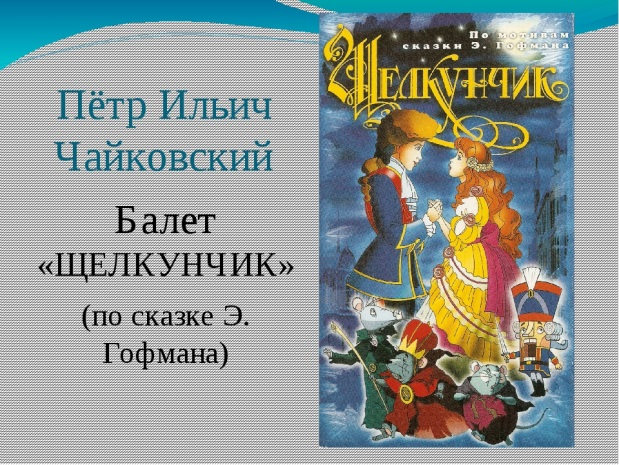 Пётр Ильич
Чайковский
Балет
«ЩЕЛКУНЧИК»
(по сказке Э.
Гофмана)
По мотивам
сказки Э. Гофмана
Щелкунчик